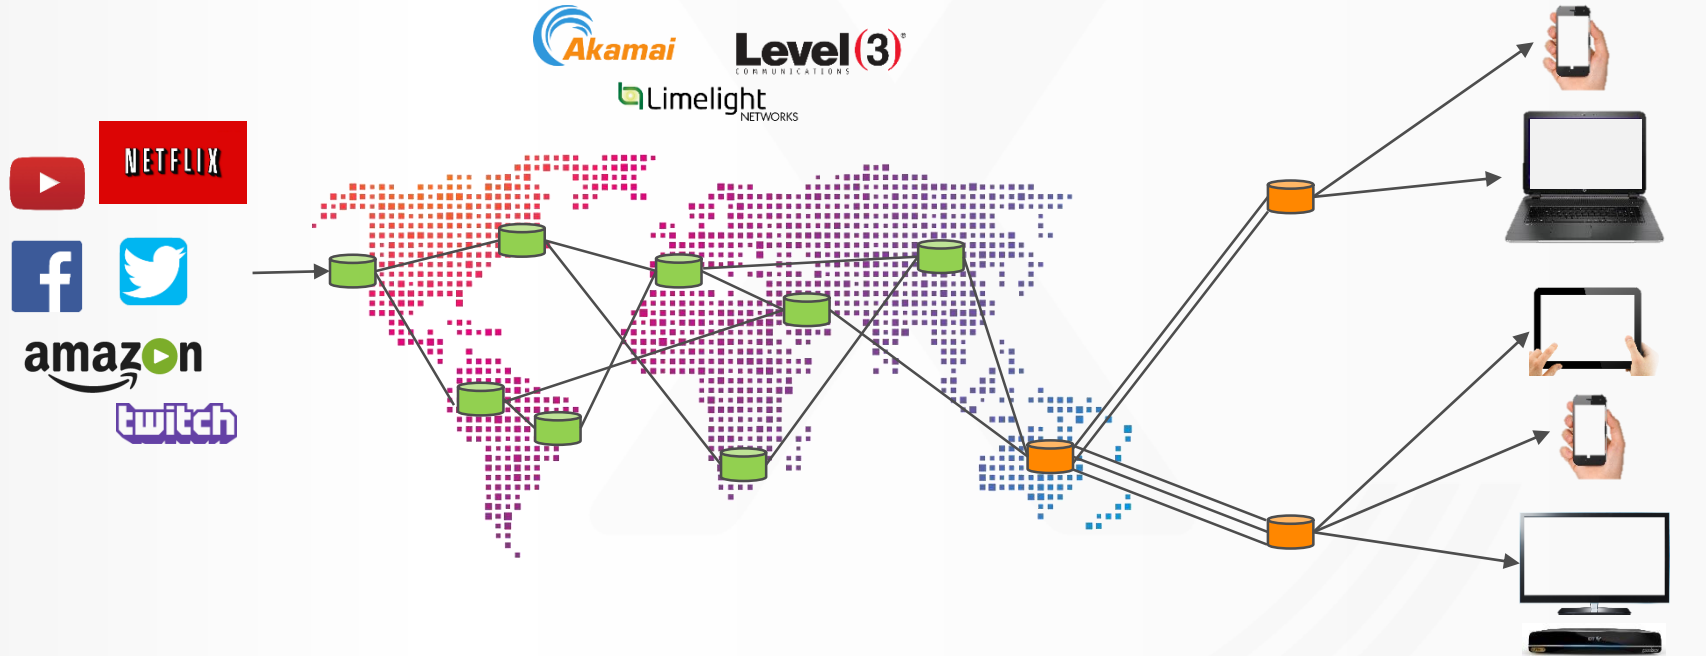 Akamai
Level(3)®
COMMUNICATIONS
Limelight
NETWORKS
NETFLIX
f
amazon
twitch